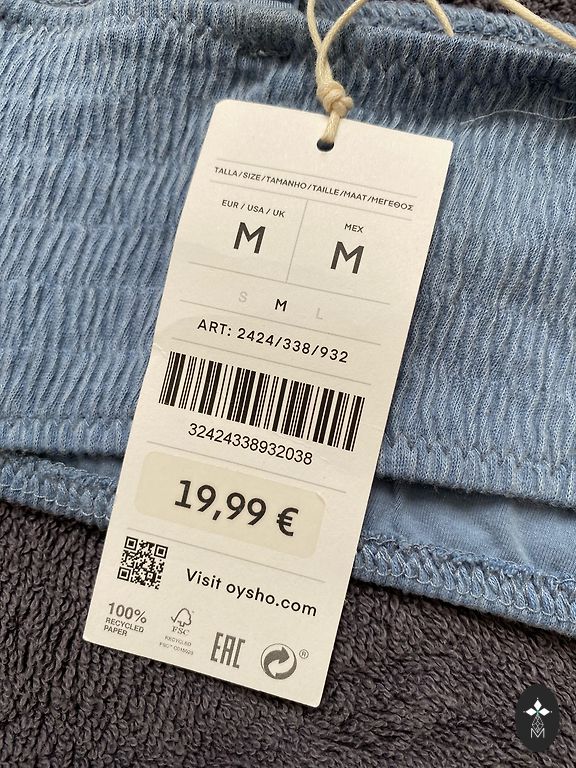 TALLA/SIZE/TAMANHO/TAILLE/MAAT/ΜΕΓΕΘΟΣ
EUR / USA / UK
M
MEX
M
S M L
ART: 2424/338/932
32424338932038
19,99 €
Visit oysho.com
100%
RECYCLED
PAPER
FSC
RECYCLED
EAC
®
M